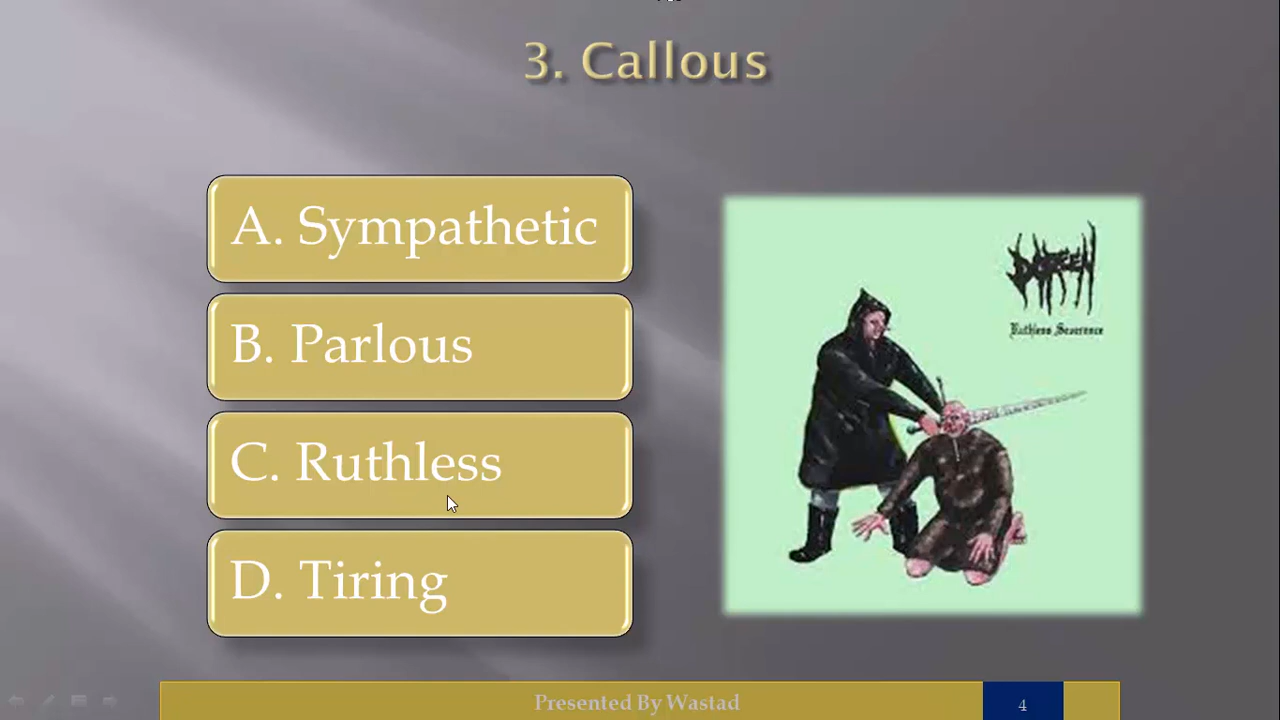 3. Callous
A. Sympathetic
B. Parlous
C. Ruthless
D. Tiring
Ruthless Severence
Presented By Wastad
4